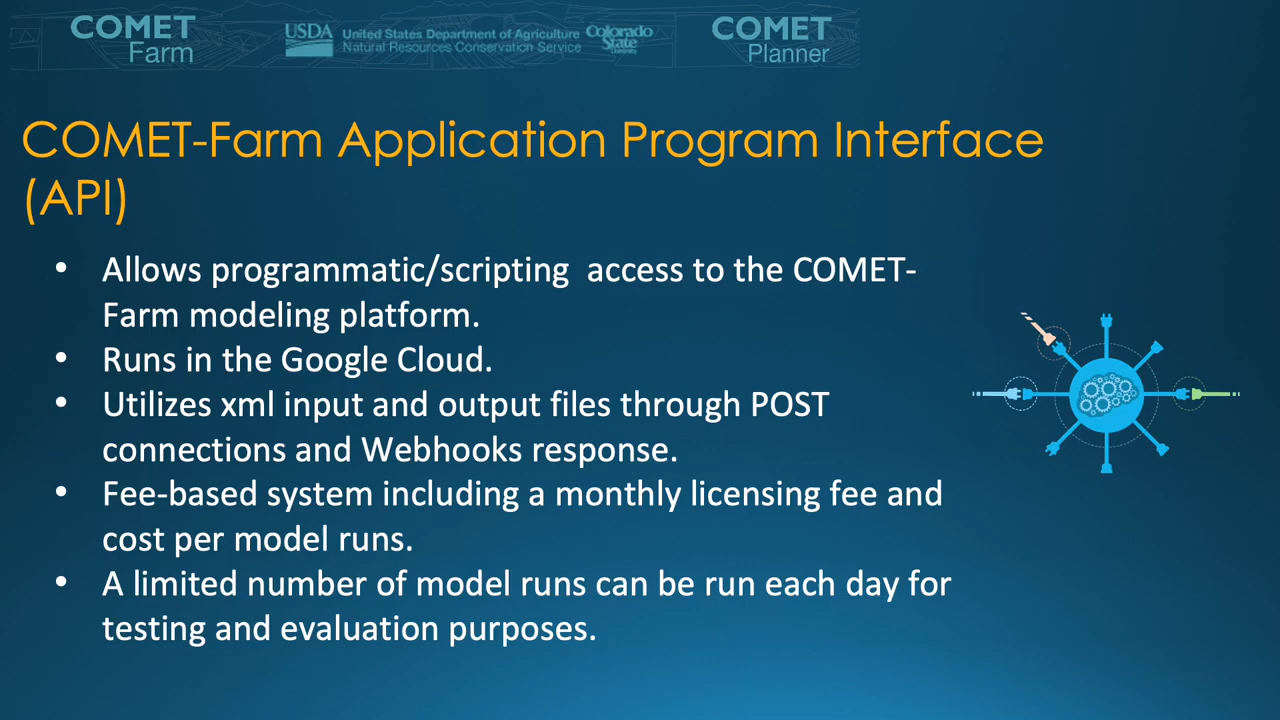 COMET
Farm
USDA
United States Department of Agriculture
Natural Resources Conservation Service
Colorado
State
University
COMET
Planner
COMET-Farm Application Program Interface
(API)
• Allows programmatic/scripting  access to the COMET-
Farm modeling platform.
• Runs in the Google Cloud.
• Utilizes xml input and output files through POST
connections and Webhooks response.
• Fee-based system including a monthly licensing fee and
cost per model runs.
• A limited number of model runs can be run each day for
testing and evaluation purposes.